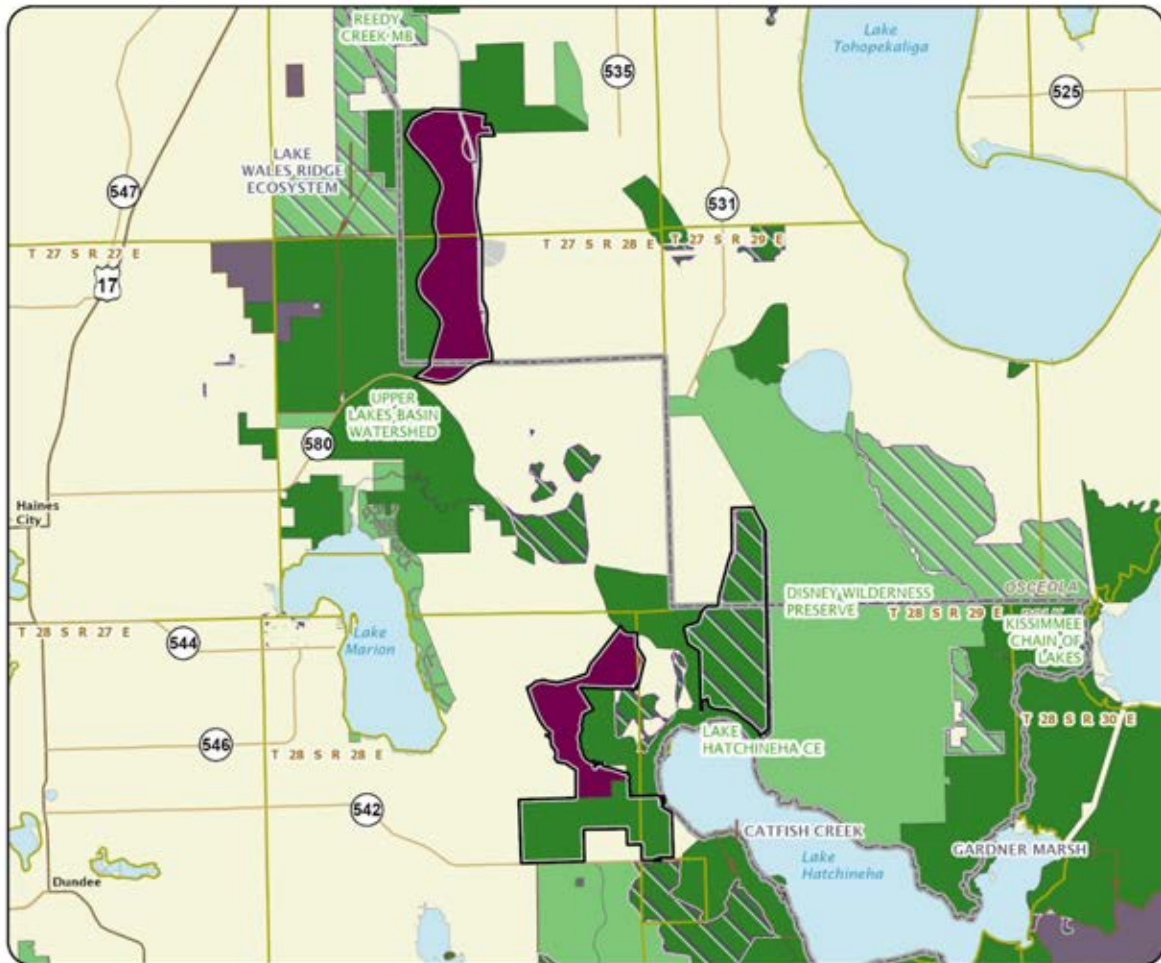 REEDY
CREEK MB
Lake
Tohopekaliga
535
525
LAKE
WALES RIDGE
ECOSYSTEM
547
531
T 27 S R 27 E
T 27 S R 28 E
T 27 S R 29 E
17
UPPER
LAKES BASIN
WATERSHED
580
Haines
City
DISNEY WILDERNESS
PRESERVE
OSCEOLA
POLK
T 28 S R 29 E
KISSIMMEE
CHAIN OF
LAKES
T 28 S R 27 E
544
Lake
Marion
546
T 28 S R 28 E
LAKE
HATCHINEHA CE
T 28 S R 30 E
542
CATFISH CREEK
GARDNER MARSH
Lake
Hatchineha
Dundee